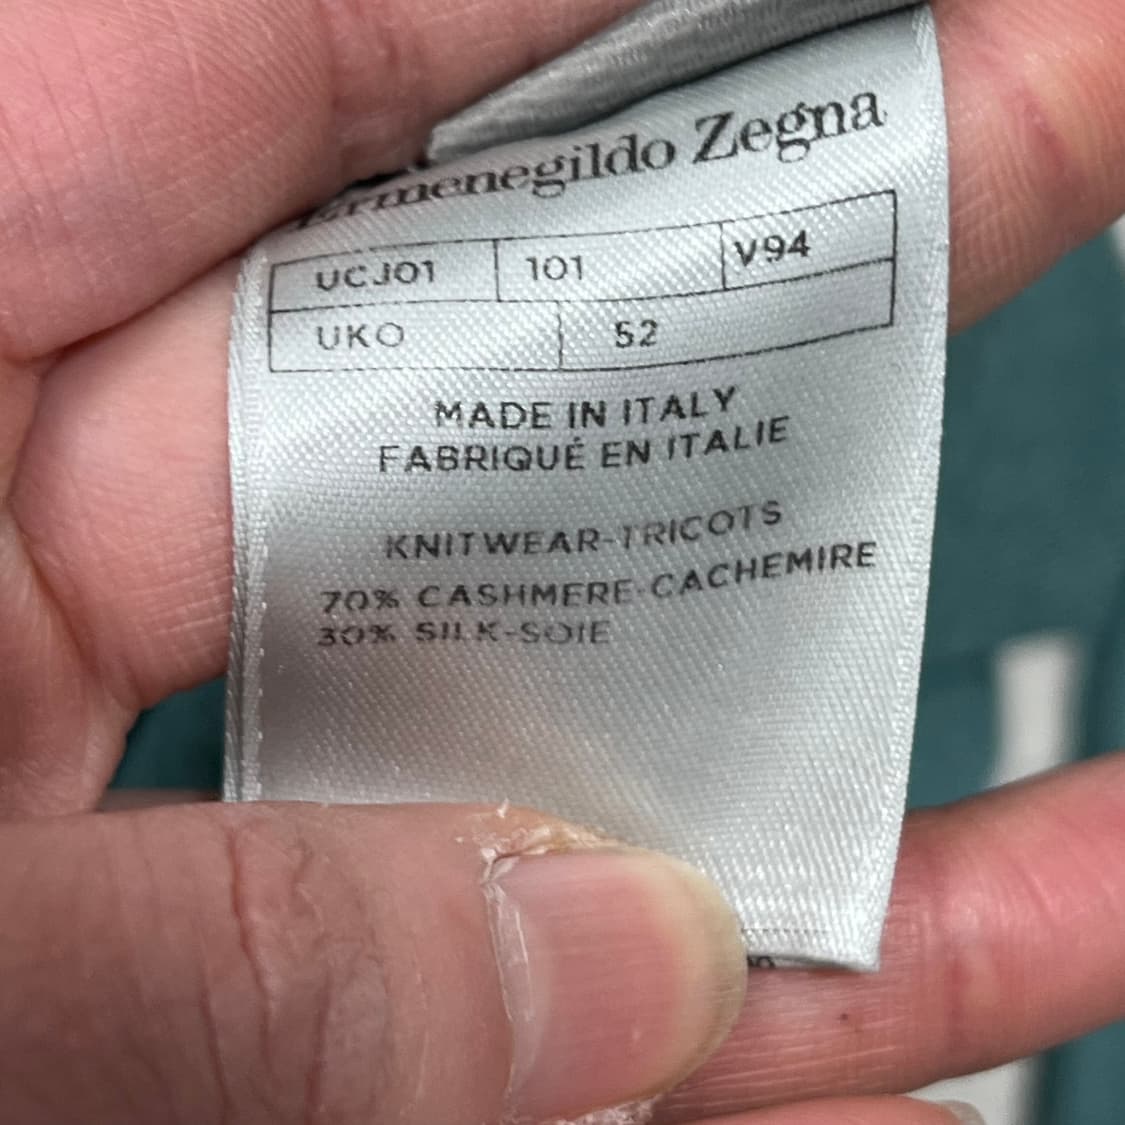 Ermenegildo Zegna
UCJ01 101 V94
UKO 52
MADE IN ITALY
FABRIQUÉ EN ITALIE
KNITWEAR-TRICOTS
70% CASHMERE-CACHEMIRE
30% SILK-SOIE